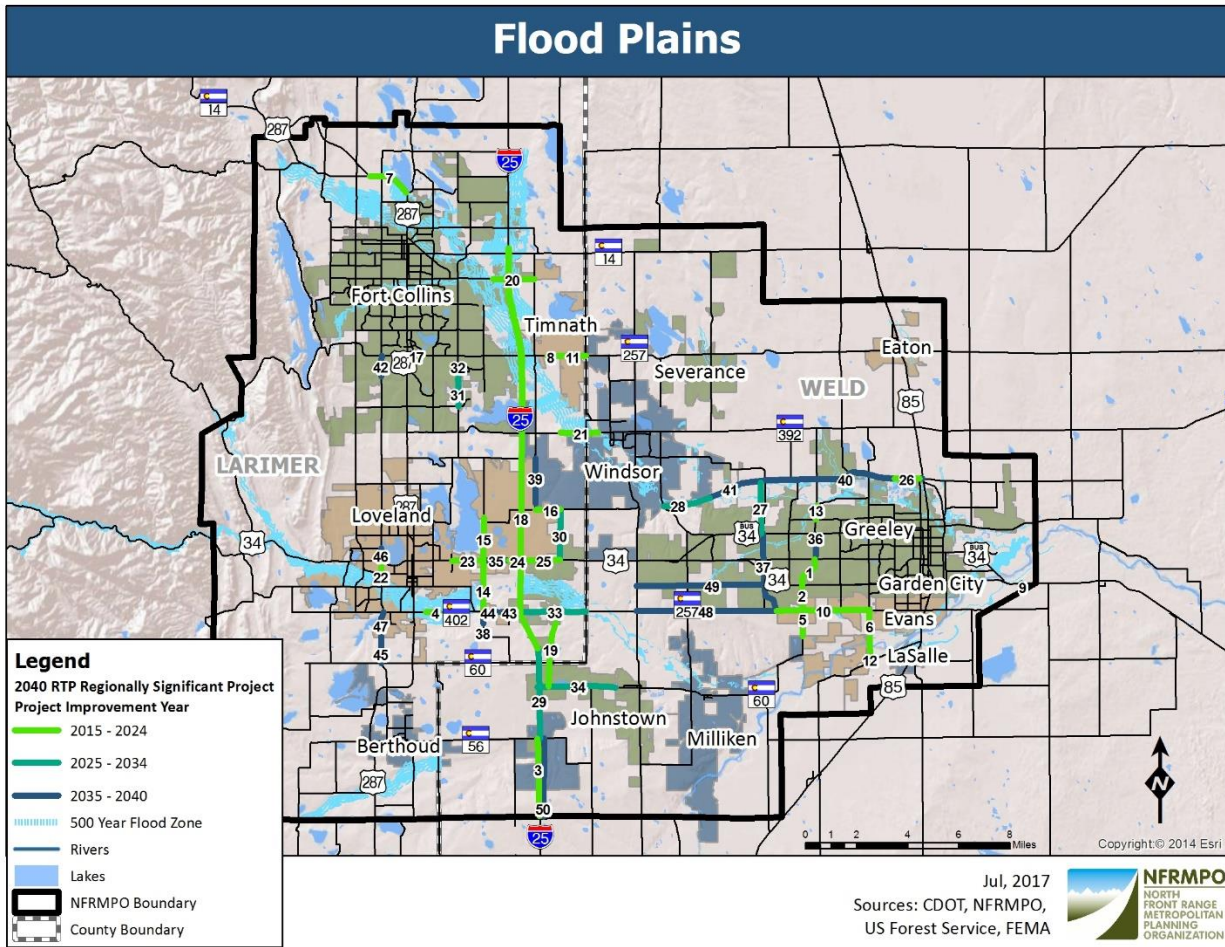 Flood Plains
14
287
25
7
287
14
20
Fort Collins
Timnath
Eaton
257
8 11
287
17
42
32
Severance
WELD
31
85
25
392
21
LARIMER
Windsor
39
40
26
41
28
27
287
Loveland
16
13
18
Greeley
15
30
BUS
34
36
BUS
34
34
46
23
35
24
25
34
37
34
1
22
49
Garden City
9
14
2
402
44 43
33
257
48
10
Evans
47
38
5
6
45
60
19
12
LaSalle
34
60
85
29
Johnstown
Milliken
56
Berthoud
287
3
50
25
N
0 1 2 4 6 8
Miles
Copyright:© 2014 Esri
Legend
2040 RTP Regionally Significant Project
Project Improvement Year
2015 - 2024
2025 - 2034
2035 - 2040
500 Year Flood Zone
Rivers
Lakes
NFRMPO Boundary
County Boundary
Jul, 2017
Sources: CDOT, NFRMPO,
US Forest Service, FEMA
NFRMPO
NORTH
FRONT RANGE
METROPOLITAN
PLANNING
ORGANIZATION